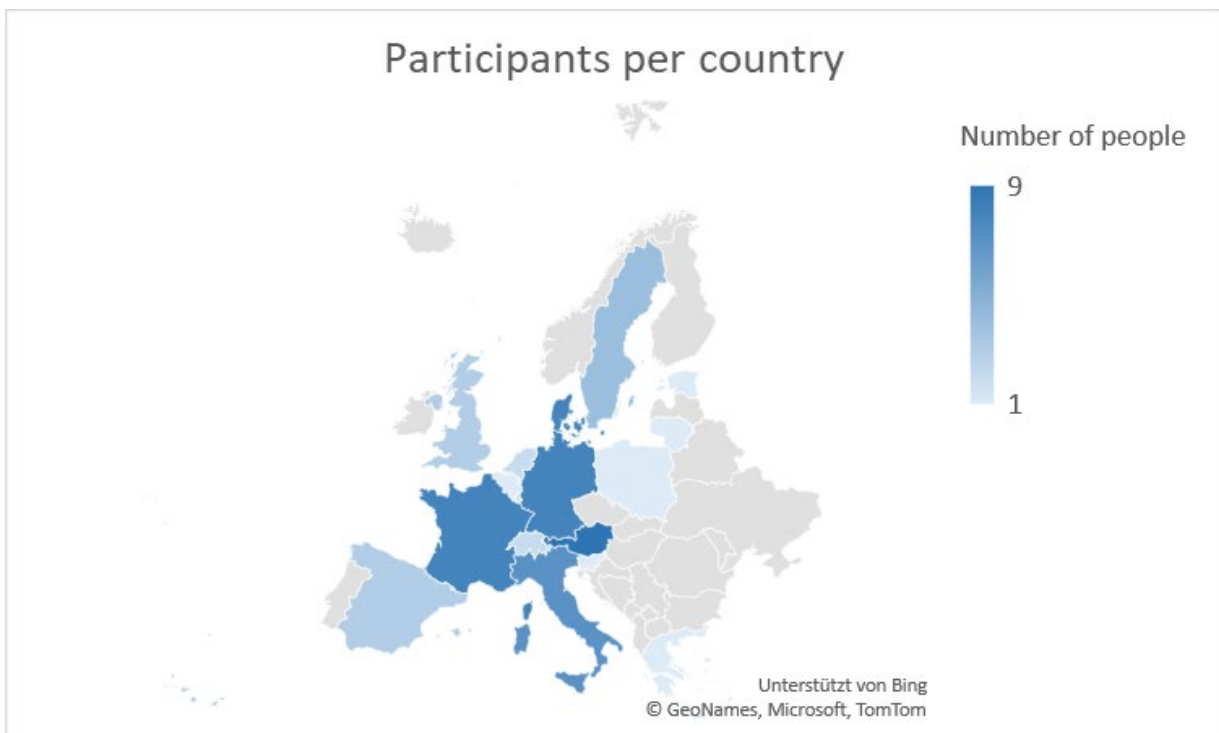 Participants per country
Number of people
9
1
Unterstützt von Bing
© GeoNames, Microsoft, TomTom